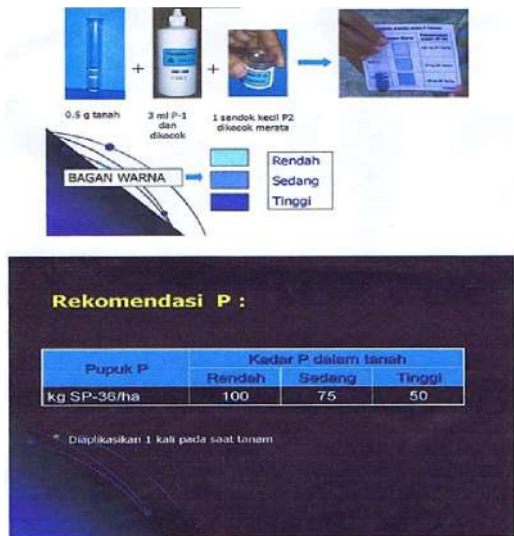 +
+
0.5 g tanah
3 ml P-1
dan
dikocok
1 sendok kecil P2
dikocok merata
BAGAN WARNA
Rendah
Sedang
Tinggi
Rekomendasi P :
Pupuk P
Kadar P dalam tanah
Rendah
Sedang
Tinggi
kg SP-36/ha
100
75
50
* Diaplikasikan 1 kali pada saat tanam